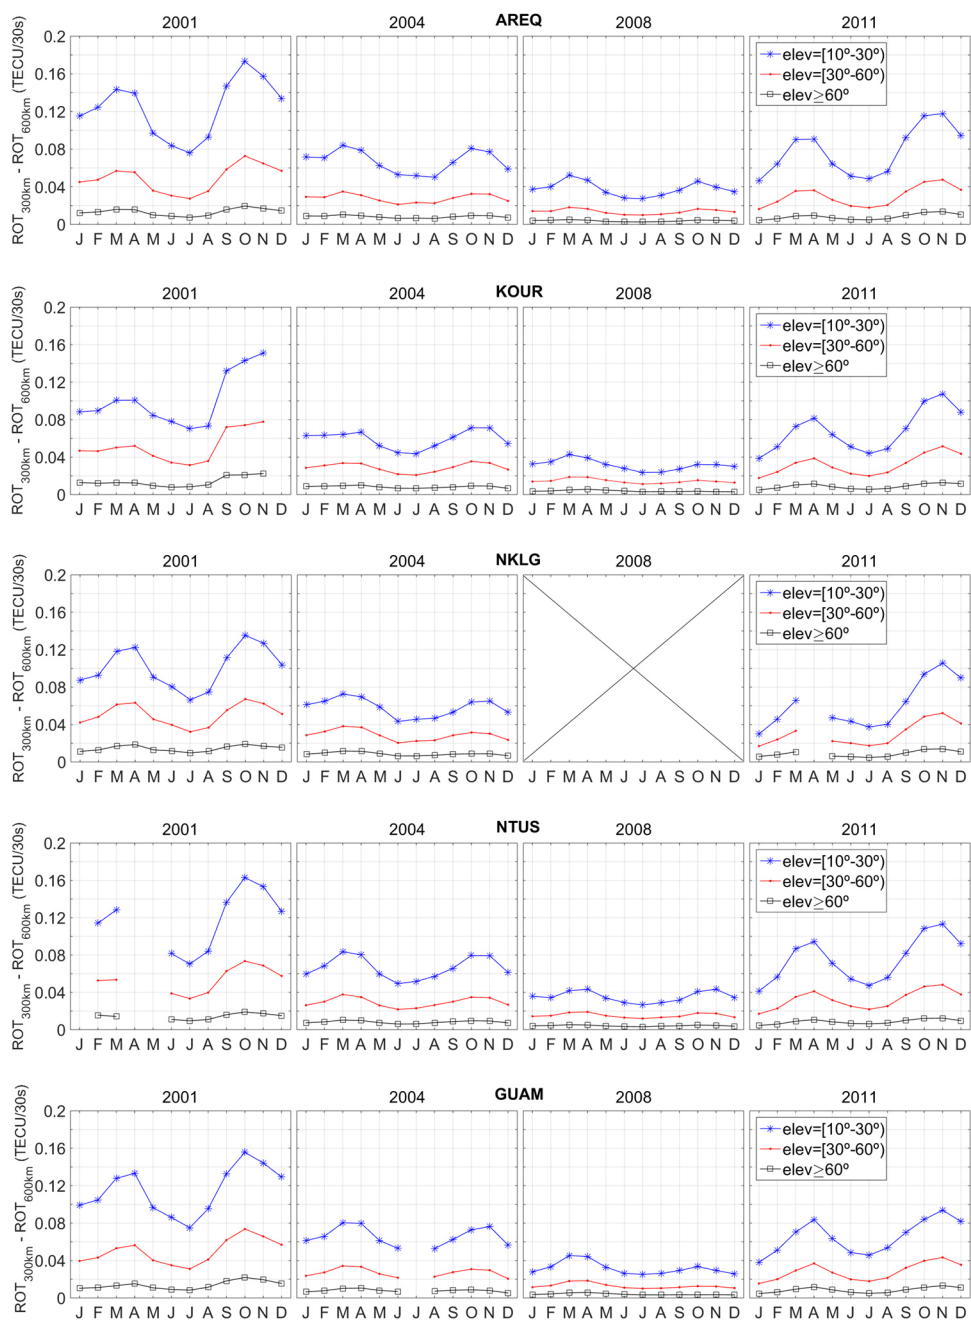 AREQ
2001 2004 2008 2011
ROT300km - ROT600km (TECU/30s)
0.2
0.16
0.12
0.08
0.04
0
elev=[10º-30º)
elev=[30º-60º)
elev≥60º
J F M A M J J A S O N D J F M A M J J A S O N D J F M A M J J A S O N D J F M A M J J A S O N D
KOUR
2001 2004 2008 2011
ROT300km - ROT600km (TECU/30s)
0.2
0.16
0.12
0.08
0.04
0
elev=[10º-30º)
elev=[30º-60º)
elev≥60º
J F M A M J J A S O N D J F M A M J J A S O N D J F M A M J J A S O N D J F M A M J J A S O N D
NKLG
2001 2004 2008 2011
ROT300km - ROT600km (TECU/30s)
0.2
0.16
0.12
0.08
0.04
0
elev=[10º-30º)
elev=[30º-60º)
elev≥60º
J F M A M J J A S O N D J F M A M J J A S O N D J F M A M J J A S O N D J F M A M J J A S O N D
NTUS
2001 2004 2008 2011
ROT300km - ROT600km (TECU/30s)
0.2
0.16
0.12
0.08
0.04
0
elev=[10º-30º)
elev=[30º-60º)
elev≥60º
J F M A M J J A S O N D J F M A M J J A S O N D J F M A M J J A S O N D J F M A M J J A S O N D
GUAM
2001 2004 2008 2011
ROT300km - ROT600km (TECU/30s)
0.2
0.16
0.12
0.08
0.04
0
elev=[10º-30º)
elev=[30º-60º)
elev≥60º
J F M A M J J A S O N D J F M A M J J A S O N D J F M A M J J A S O N D J F M A M J J A S O N D